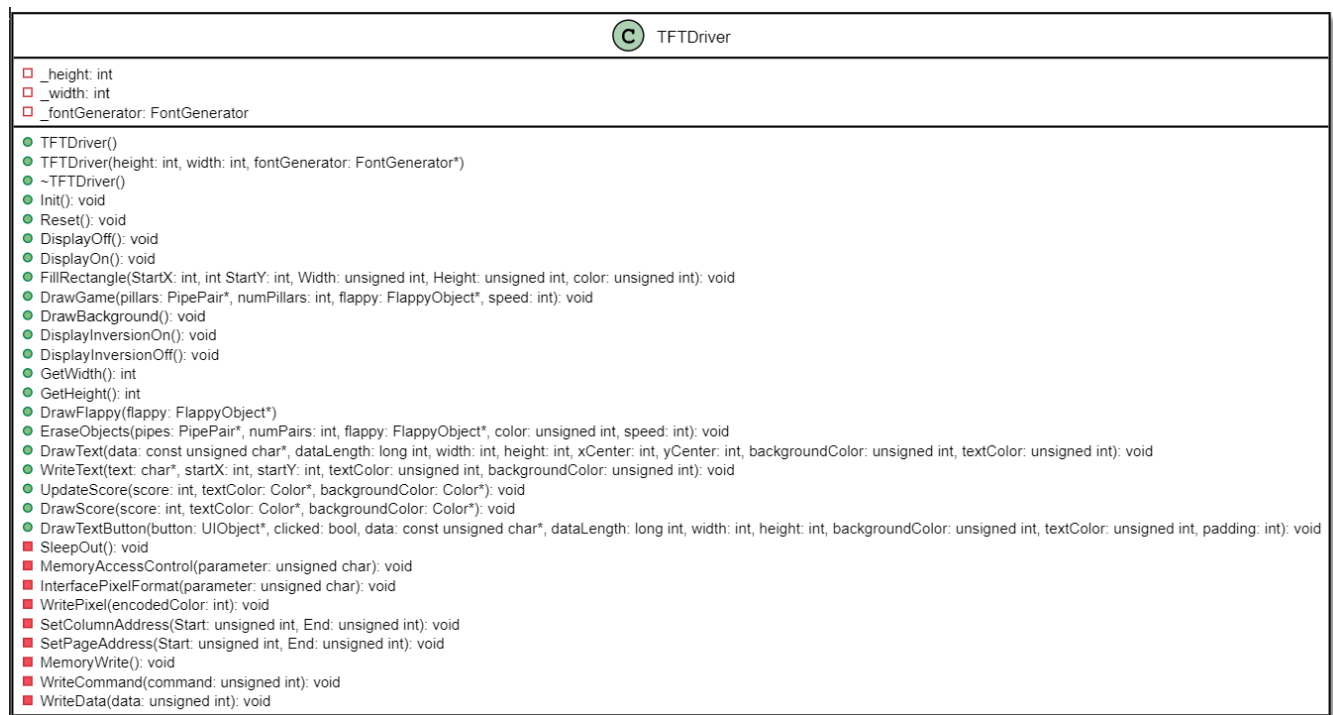 C TFTDriver
_height: int
_width: int
_fontGenerator: FontGenerator
TFTDriver()
TFTDriver(height: int, width: int, fontGenerator: FontGenerator*)
~TFTDriver()
Init(): void
Reset(): void
DisplayOff(): void
DisplayOn(): void
FillRectangle(StartX: int, int StartY: int, Width: unsigned int, Height: unsigned int, color: unsigned int): void
DrawGame(pillars: PipePair*, numPillars: int, flappy: FlappyObject*, speed: int): void
DrawBackground(): void
DisplayInversionOn(): void
DisplayInversionOff(): void
GetWidth(): int
GetHeight(): int
DrawFlappy(flappy: FlappyObject*)
EraseObjects(pipes: PipePair*, numPairs: int, flappy: FlappyObject*, color: unsigned int, speed: int): void
DrawText(data: const unsigned char*, dataLength: long int, width: int, height: int, xCenter: int, yCenter: int, backgroundColor: unsigned int, textColor: unsigned int): void
WriteText(text: char*, startX: int, startY: int, textColor: unsigned int, backgroundColor: unsigned int): void
UpdateScore(score: int, textColor: Color*, backgroundColor: Color*): void
DrawScore(score: int, textColor: Color*, backgroundColor: Color*): void
DrawTextButton(button: UIObject*, clicked: bool, data: const unsigned char*, dataLength: long int, width: int, height: int, backgroundColor: unsigned int, textColor: unsigned int, padding: int): void
SleepOut(): void
MemoryAccessControl(parameter: unsigned char): void
InterfacePixelFormat(parameter: unsigned char): void
WritePixel(encodedColor: int): void
SetColumnAddress(Start: unsigned int, End: unsigned int): void
SetPageAddress(Start: unsigned int, End: unsigned int): void
MemoryWrite(): void
WriteCommand(command: unsigned int): void
WriteData(data: unsigned int): void